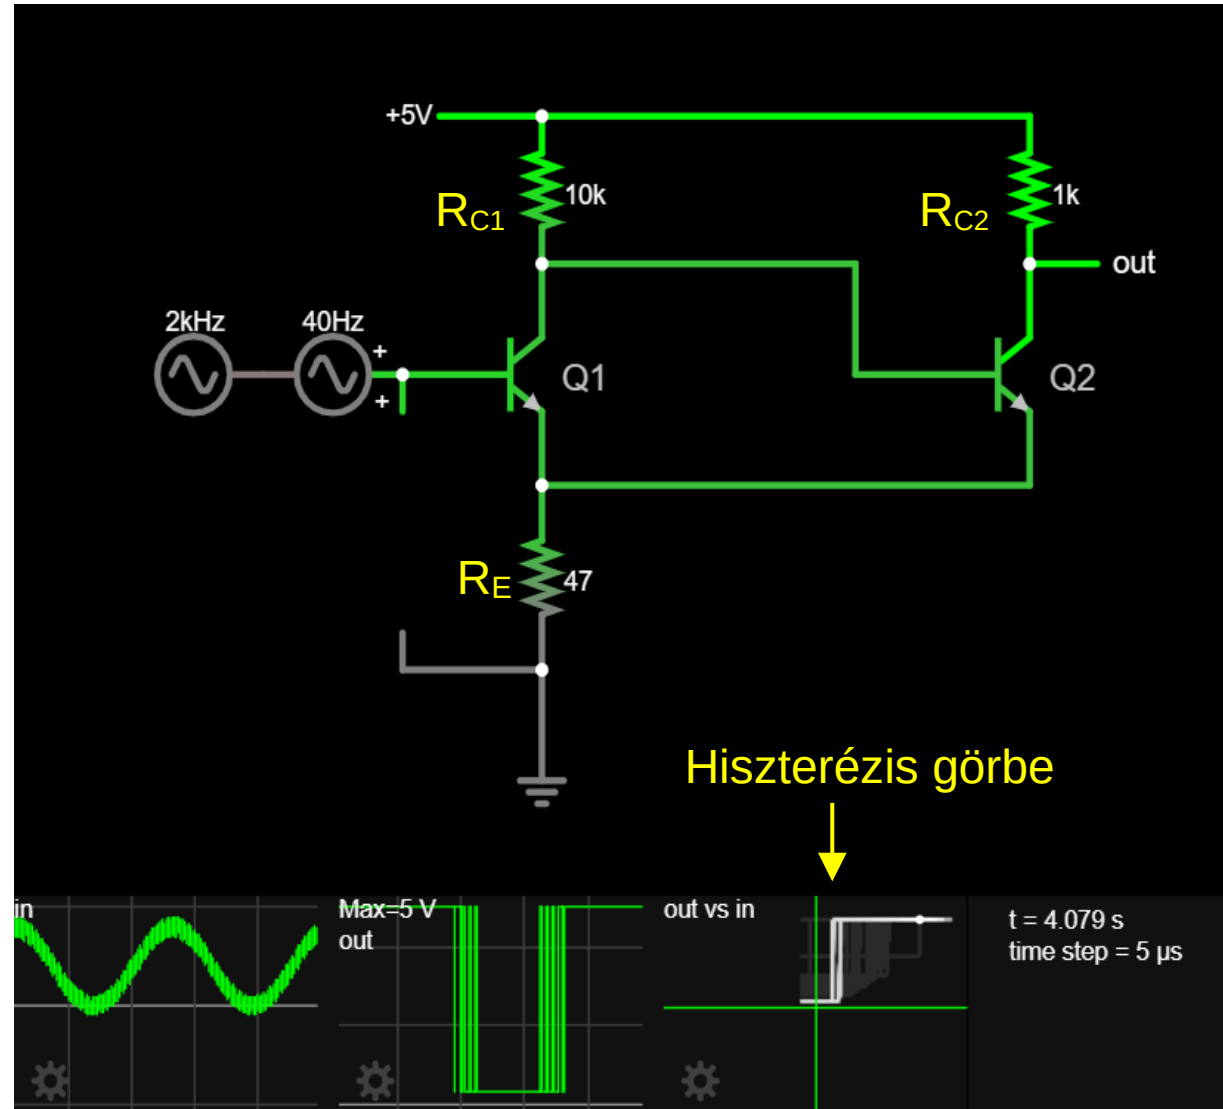 +5V
10k
1k
RC1
RC2
out
2kHz
40Hz
+
+
Q1
Q2
RE
47
Hiszterézis görbe
in
Max=5 V
out
out vs in
t = 4.079 s
time step = 5 µs